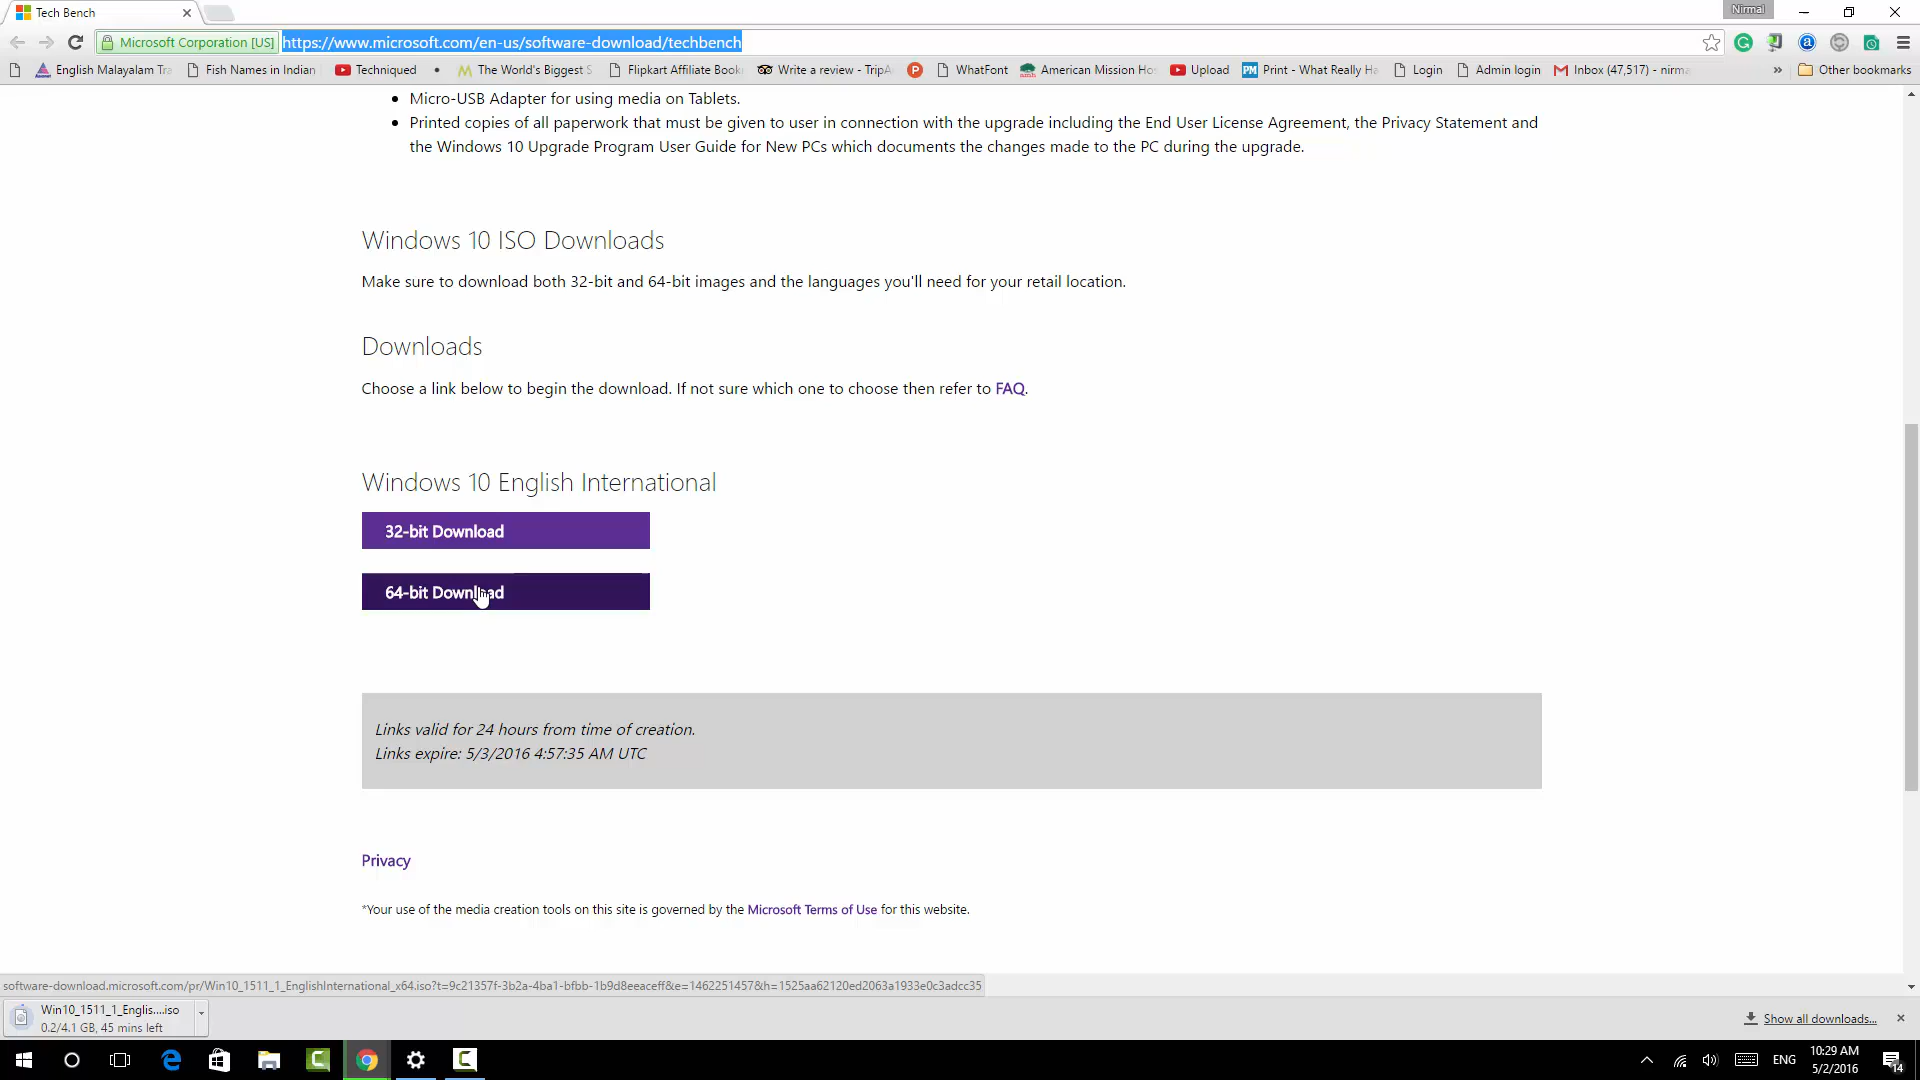 Tech Bench
Nirmal
Microsoft Corporation [US] https://www.microsoft.com/en-us/software-download/techbench
English Malayalam Tra Fish Names in Indian Techniqued The World's Biggest S Flipkart Affiliate Book Write a review - TripA WhatFont American Mission Ho Upload PM Print - What Really Ha Login Admin login Inbox (47,517) - nirma » Other bookmarks
• Micro-USB Adapter for using media on Tablets.
• Printed copies of all paperwork that must be given to user in connection with the upgrade including the End User License Agreement, the Privacy Statement and
the Windows 10 Upgrade Program User Guide for New PCs which documents the changes made to the PC during the upgrade.
Windows 10 ISO Downloads
Make sure to download both 32-bit and 64-bit images and the languages you'll need for your retail location.
Downloads
Choose a link below to begin the download. If not sure which one to choose then refer to FAQ.
Windows 10 English International
32-bit Download
64-bit Download
Links valid for 24 hours from time of creation.
Links expire: 5/3/2016 4:57:35 AM UTC
Privacy
*Your use of the media creation tools on this site is governed by the Microsoft Terms of Use for this website.
software-download.microsoft.com/pr/Win10_1511_1_EnglishInternational_x64.iso?t=9c21357f-3b2a-4ba1-bfbb-1b9d8eeaceff&e=1462251457&h=1525aa62120ed2063a1933e0c3adcc35
Win10_1511_1_Englis....iso
0.2/4.1 GB, 45 mins left
Show all downloads...
ENG
10:29 AM
5/2/2016
14